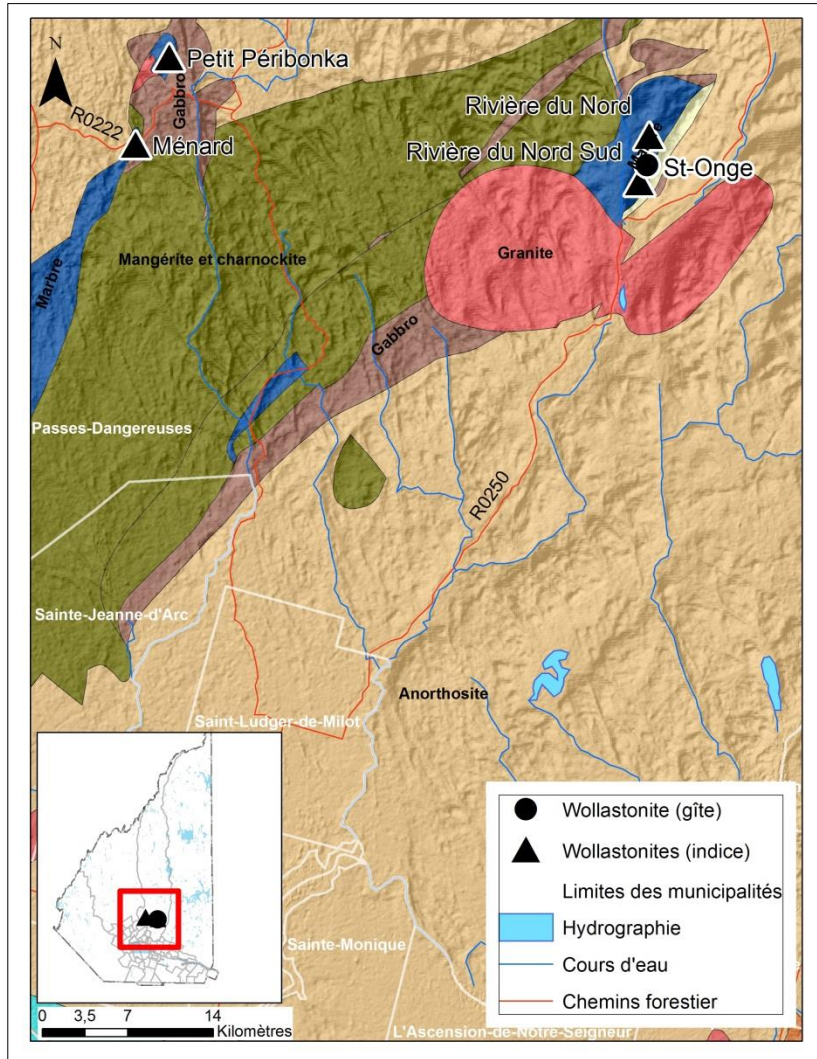 N
Petit Péribonka
R0222
Gabbro
Ménard
Rivière du Nord
Rivière du Nord Sud
St-Onge
Mangérite et charnockite
Granite
Marbre
Gabbro
Passes-Dangereuses
R0250
Sainte-Jeanne-d'Arc
Anorthosite
Saint-Ludger-de-Milot
Sainte-Monique
L'Ascension-de-Notre-Seigneur
Wollastonite (gîte)
Wollastonites (indice)
Limites des municipalités
Hydrographie
Cours d'eau
Chemins forestier
0 3,5 7 14
Kilomètres